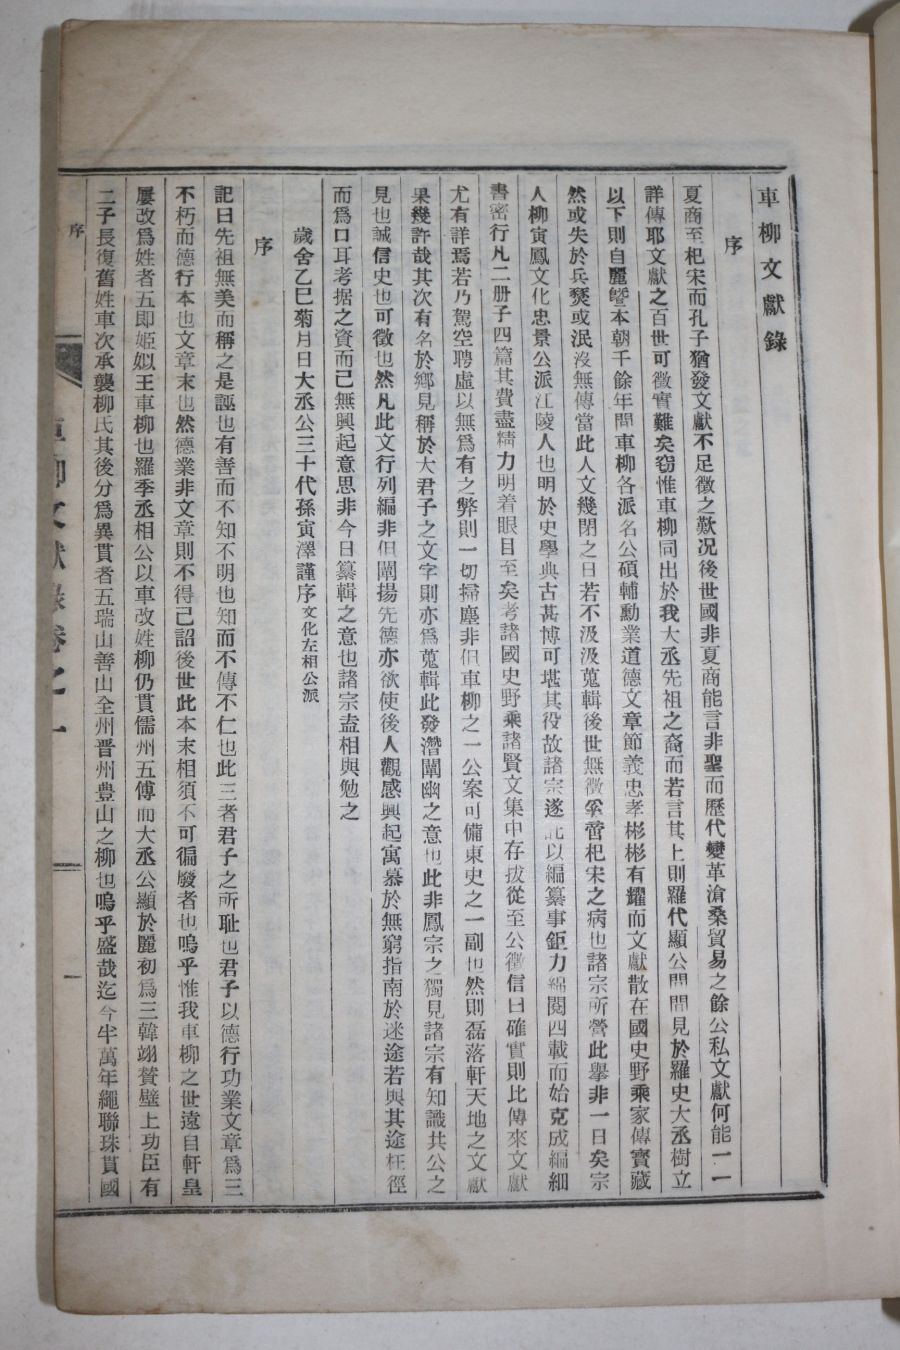 車柳文獻錄
序
夏商至杞宋而孔子猶發文獻不足徵之歎况後世國非夏商能言非聖而歷代變革滄桑貿易之餘公私文獻何能一一
詳傳耶文獻之百世可徵實難矣窃惟車柳同出於我大丞先祖之裔而若言其上則羅代顯公間間見於羅史大丞樹立
以下則自麗曁本朝千餘年間車柳各派名公碩輔勳業道德文章節義忠孝彬彬有耀而文獻散在國史野乘家傳寶藏
然或失於兵燹或泯沒無傳當此人文幾閉之日若不汲汲蒐輯後世無徵奚啻杞宋之病也諸宗所營此擧非一日矣宗
人柳寅鳳文化忠景公派江陵人也明於史學典古甚博可堪其役故諸宗遂 以編纂事鉅力綿閱四載而始克成編細
書密行凡二册子四篇其費盡精力明着眼目至矣考諸國史野乘諸賢文集中存拔從至公徵信曰確實則比傳來文獻
尤有詳焉若乃駕空聘虛以無爲有之弊則一切掃塵非但車柳之一公案可備東史之一副也然則磊落軒天地之文獻
果幾許哉其次有名於鄉見稱於大君子之文字則亦爲蒐輯此發潛闡幽之意也此非鳳宗之獨見諸宗有知識共公之
見也誠信史也可徵也然凡此文行列編非但闡揚先德亦欲使後人觀感興起寓慕於無窮指南於迷途若與其途枉徑
而爲口耳考据之資而已無興起意思非今日纂輯之意也諸宗盍相與勉之
歲舍乙巳菊月日大丞公三十代孫寅澤謹序文化左相公派
序
記曰先祖無美而稱之是誣也有善而不知不明也知而不傳不仁也此三者君子之所恥也君子以德行功業文章爲三
不朽而德行本也文章末也然德業非文章則不得已詔後世此本末相須不可徧廢者也嗚乎惟我車柳之世遠自軒皇
屢改爲姓者五即姬姒王車柳也羅季丞相公以車改姓柳仍貫儒州五傳而大丞公顯於麗初爲三韓翊贊壁上功臣有
二子長復舊姓車次承襲柳氏其後分爲異貫者五瑞山善山全州晋州豊山之柳也嗚乎盛哉迄今半萬年繩聯珠貫國
序
車柳文獻錄卷之一
一